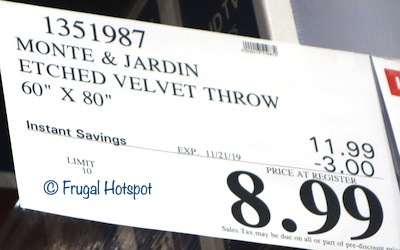 1351987
MONTE & JARDIN
ETCHED VELVET THROW
60" X 80"
11.99
Instant Savings EXP. 11/21/19 -3.00
LIMIT 10
PRICE AT REGISTER
8.99
Sales Tax may be due on all or part of pre-discount price
© Frugal Hotspot